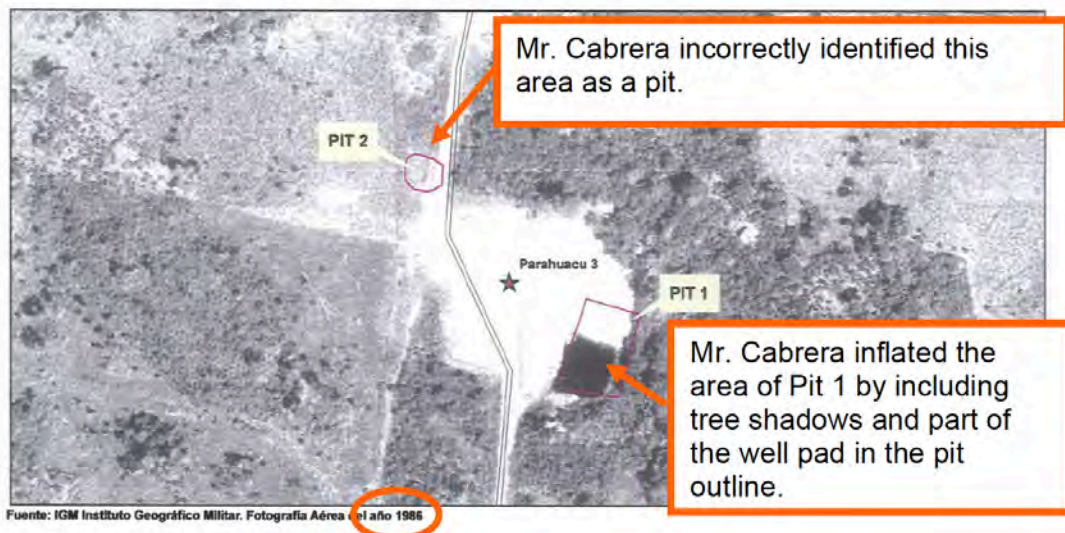 Mr. Cabrera incorrectly identified this
area as a pit.
PIT 2
Parahuacu 3
PIT 1
Mr. Cabrera inflated the
area of Pit 1 by including
tree shadows and part of
the well pad in the pit
outline.
Fuente: IGM Instituto Geográfico Militar. Fotografía Aérea del año 1986